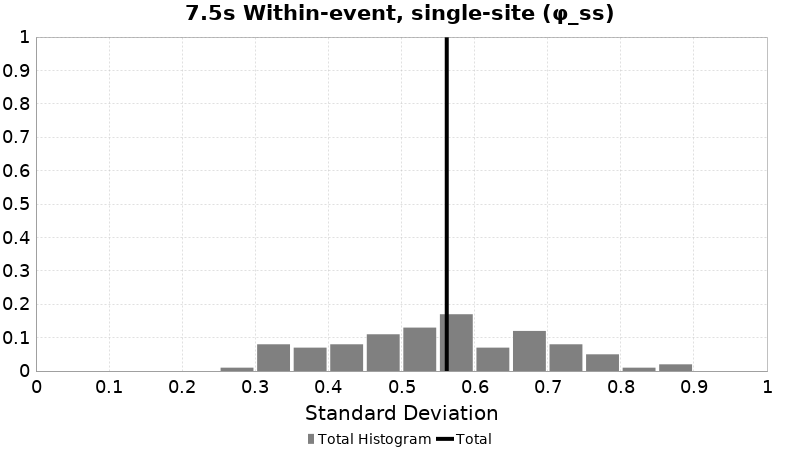 7.5s Within-event, single-site (φ_ss)
1
0.9
0.8
0.7
0.6
0.5
0.4
0.3
0.2
0.1
0
0 0.1 0.2 0.3 0.4 0.5 0.6 0.7 0.8 0.9 1
Standard Deviation
Total Histogram Total